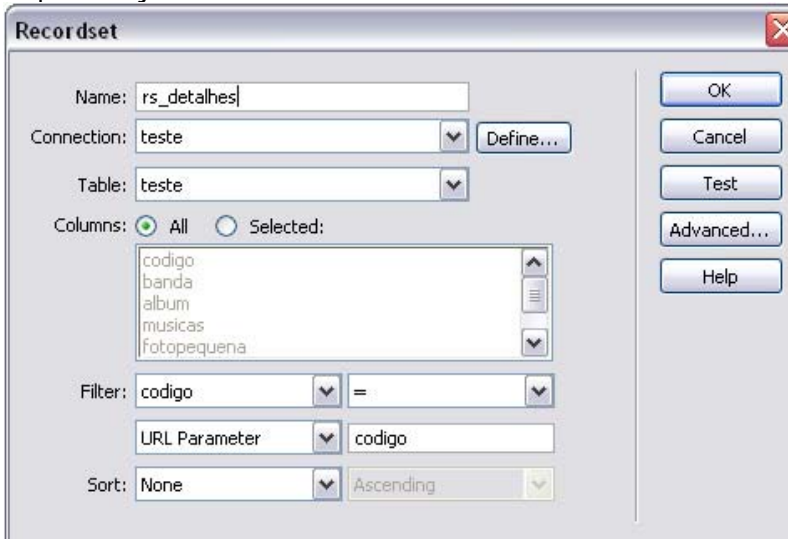 Recordset
Name: rs_detalhes
OK
Connection: teste Define...
Cancel
Table: teste
Test
Columns: All Selected:
Advanced...
codigo
banda
album
musicas
fotopequena
Help
Filter: codigo =
URL Parameter codigo
Sort: None Ascending